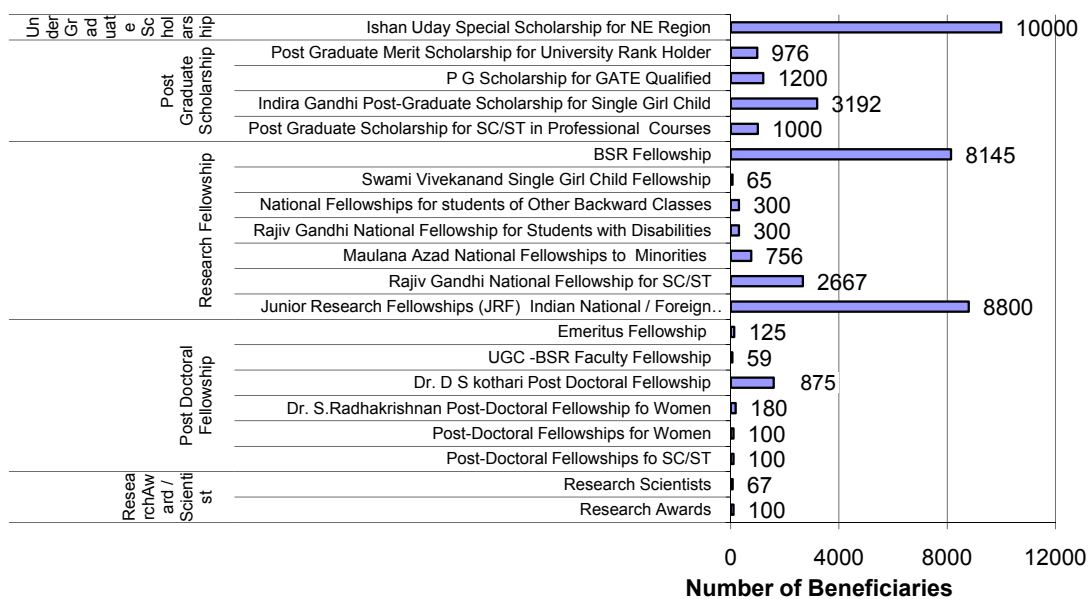 Under Graduate Scholarship
Ishan Uday Special Scholarship for NE Region
10000
Post Graduate Scholarship
Post Graduate Merit Scholarship for University Rank Holder
976
P G Scholarship for GATE Qualified
1200
Indira Gandhi Post-Graduate Scholarship for Single Girl Child
3192
Post Graduate Scholarship for SC/ST in Professional Courses
1000
Research Fellowship
BSR Fellowship
8145
Swami Vivekanand Single Girl Child Fellowship
65
National Fellowships for students of Other Backward Classes
300
Rajiv Gandhi National Fellowship for Students with Disabilities
300
Maulana Azad National Fellowships to Minorities
756
Rajiv Gandhi National Fellowship for SC/ST
2667
Junior Research Fellowships (JRF) Indian National / Foreign..
8800
Post Doctoral Fellowship
Emeritus Fellowship
125
UGC -BSR Faculty Fellowship
59
Dr. D S kothari Post Doctoral Fellowship
875
Dr. S.Radhakrishnan Post-Doctoral Fellowship fo Women
180
Post-Doctoral Fellowships for Women
100
Post-Doctoral Fellowships fo SC/ST
100
ResearchAward / Scientist
Research Scientists
67
Research Awards
100
0 4000 8000 12000
Number of Beneficiaries